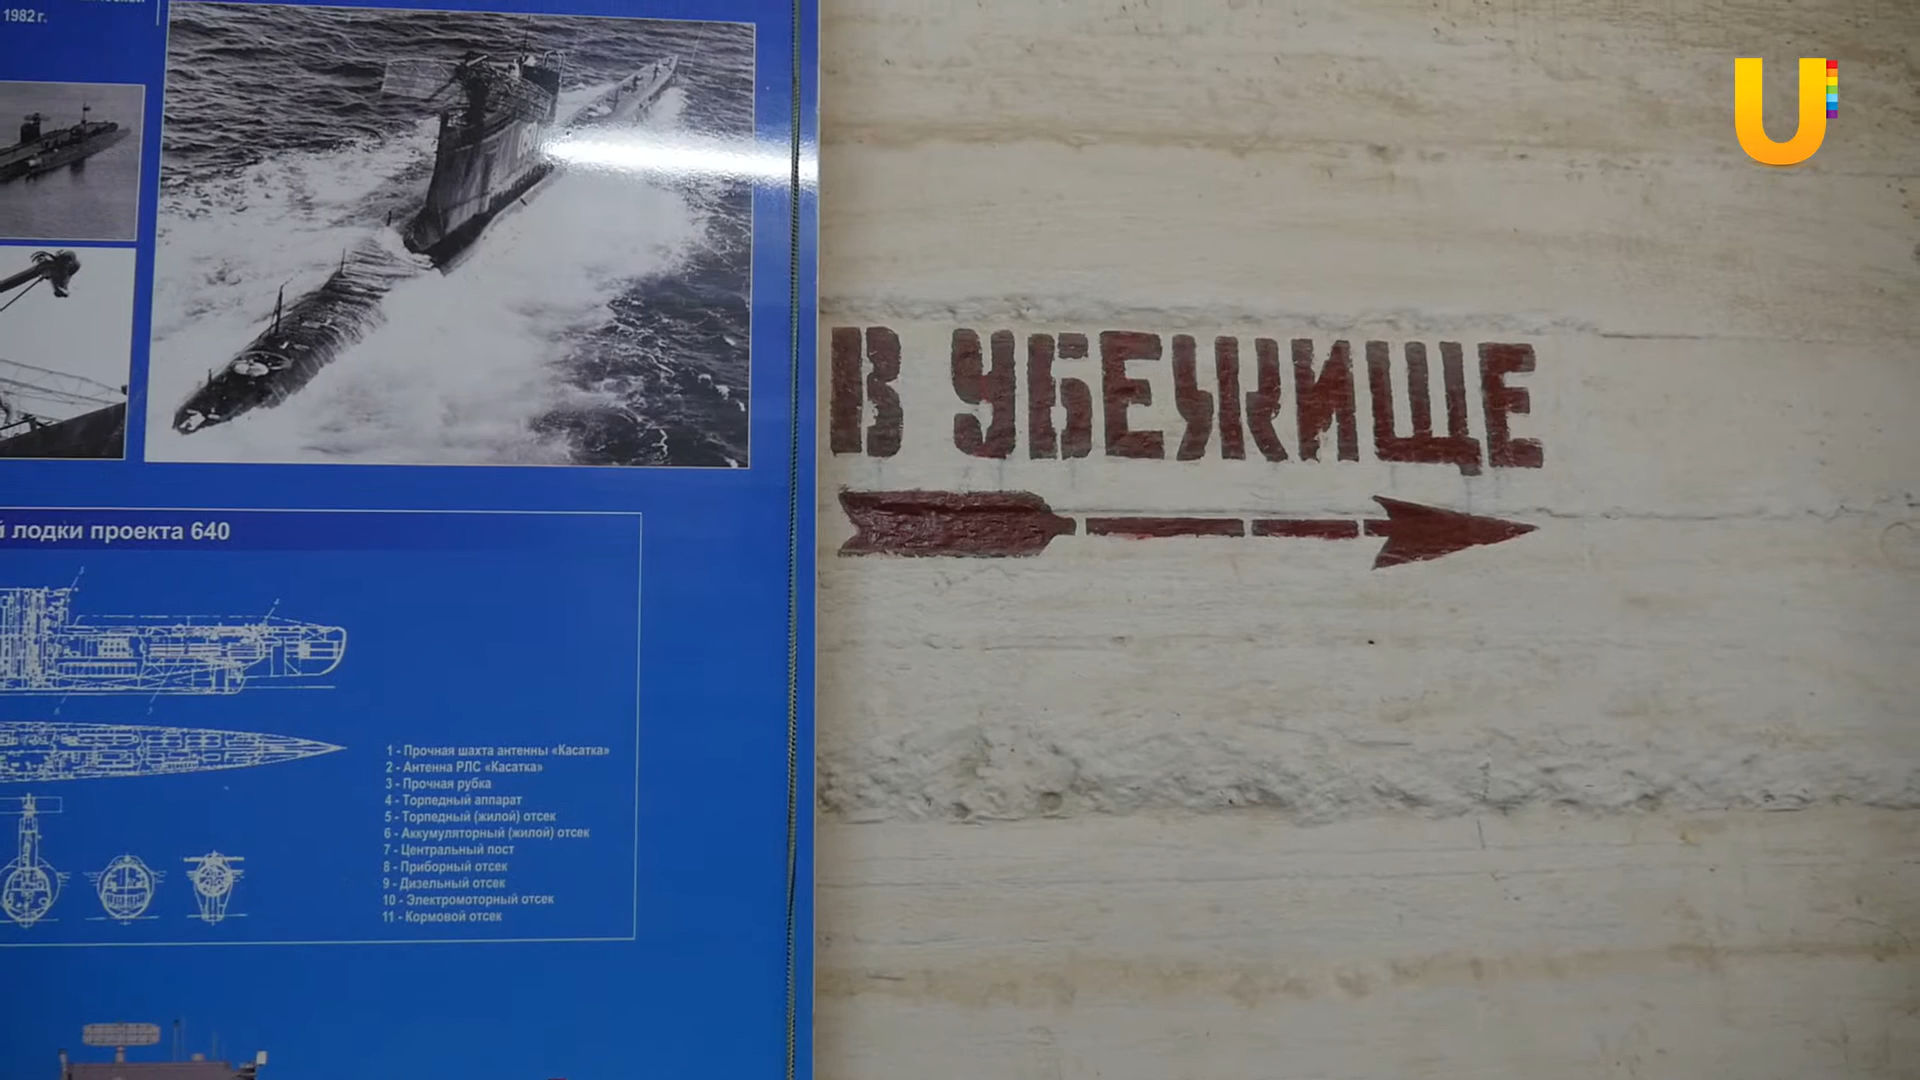 1982 г.
В УБЕЖИЩЕ
й лодки проекта 640
1 - Прочная шахта антенны «Касатка»
2 - Антенна РЛС «Касатка»
3 - Прочная рубка
4 - Торпедный аппарат
5 - Торпедный (жилой) отсек
6 - Аккумуляторный (жилой) отсек
7 - Центральный пост
8 - Приборный отсек
9 - Дизельный отсек
10 - Электромоторный отсек
11 - Кормовой отсек
U